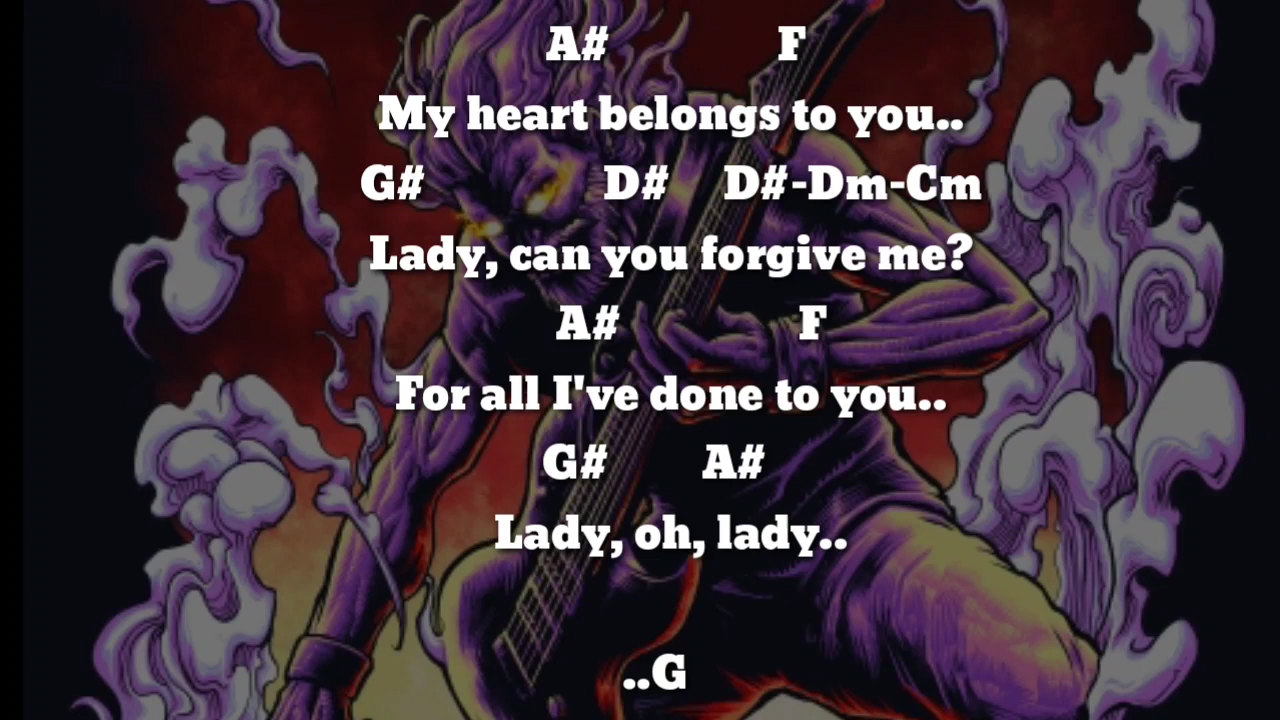 A# F
My heart belongs to you..
G# D# D#-Dm-Cm
Lady, can you forgive me?
A# F
For all I've done to you..
G# A#
Lady, oh, lady..
..G